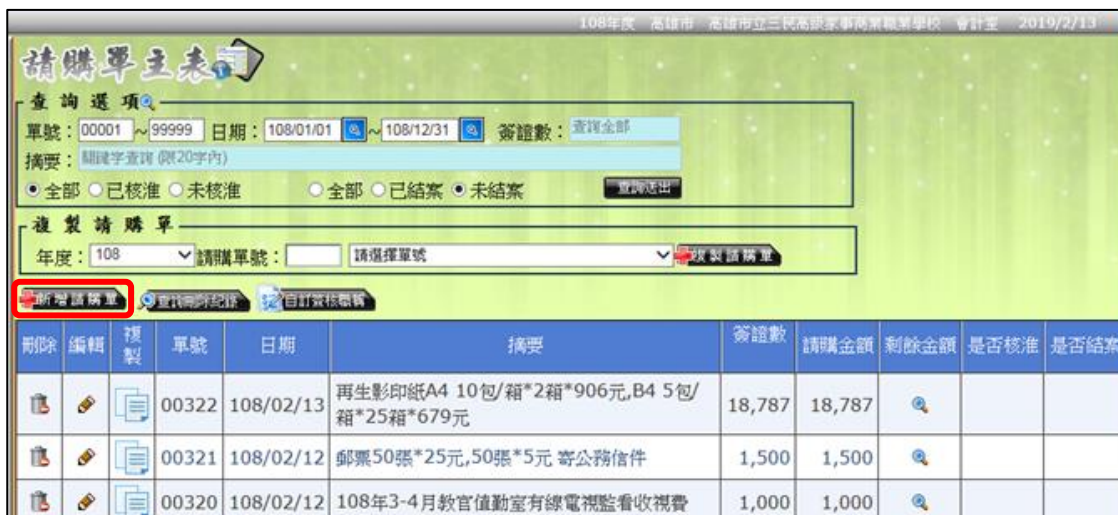 108年度 高雄市 高雄市立三民高級家事商業職業學校 會計室 2019/2/13
請購單主表
查詢選項
單號：00001 ~99999 日期：108/01/01 ~108/12/31 簽證數：查詢全部
摘要：關鍵字查詢 (限20字內)
全部 已核准 未核准 全部 已結案 未結案 查詢送出
複製請購單
年度：108 請購單號： 請選擇單號 複製請購單
新增請購單 查詢刪除紀錄 自訂簽核職稱
刪除 編輯 複製 單號 日期 摘要 簽證數 請購金額 剩餘金額 是否核准 是否結案
00322 108/02/13 再生影印紙A4 10包/箱*2箱*906元,B4 5包/
箱*25箱*679元 18,787 18,787
00321 108/02/12 郵票50張*25元,50張*5元 寄公務信件 1,500 1,500
00320 108/02/12 108年3-4月教官值勤室有線電視監看收視費 1,000 1,000